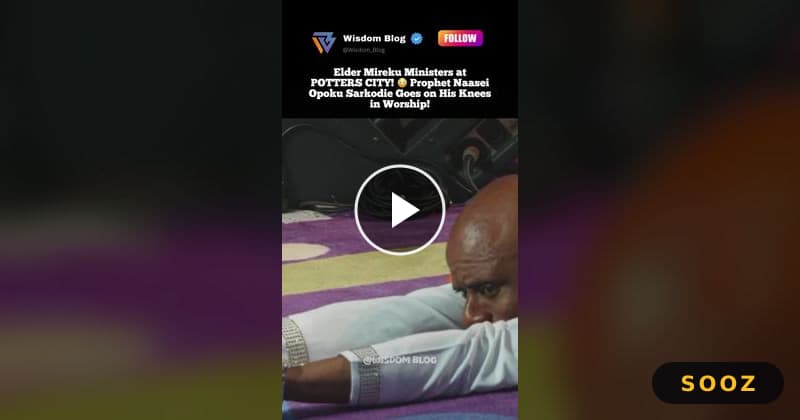 Wisdom Blog
FOLLOW
@Wisdom_Blog
Elder Mireku Ministers at
POTTERS CITY! 😳 Prophet Naasei
Opoku Sarkodie Goes on His Knees
in Worship!
@WISDOM BLOG
SOOZ